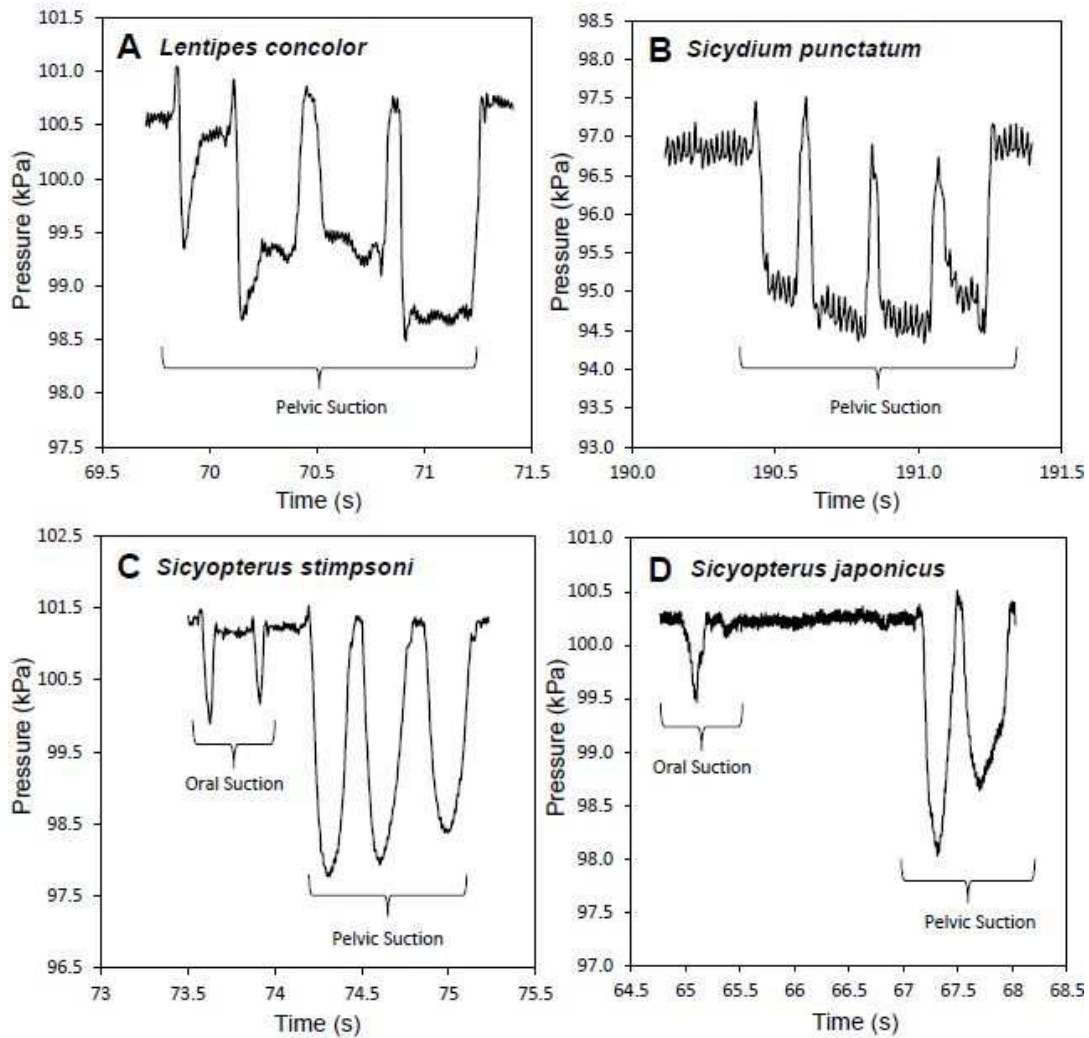 A Lentipes concolor
101.5
101.0
100.5
100.0
99.5
99.0
98.5
98.0
97.5
Pressure (kPa)
Pelvic Suction
69.5 70 70.5 71 71.5
Time (s)
B Sicydium punctatum
98.5
98.0
97.5
97.0
96.5
96.0
95.5
95.0
94.5
94.0
93.5
93.0
Pressure (kPa)
Pelvic Suction
190.0 190.5 191.0 191.5
Time (s)
C Sicyopterus stimpsoni
102.5
101.5
100.5
99.5
98.5
97.5
96.5
Pressure (kPa)
Oral Suction
Pelvic Suction
73 73.5 74 74.5 75 75.5
Time (s)
D Sicyopterus japonicus
101.0
100.5
100.0
99.5
99.0
98.5
98.0
97.5
97.0
Pressure (kPa)
Oral Suction
Pelvic Suction
64.5 65 65.5 66 66.5 67 67.5 68 68.5
Time (s)